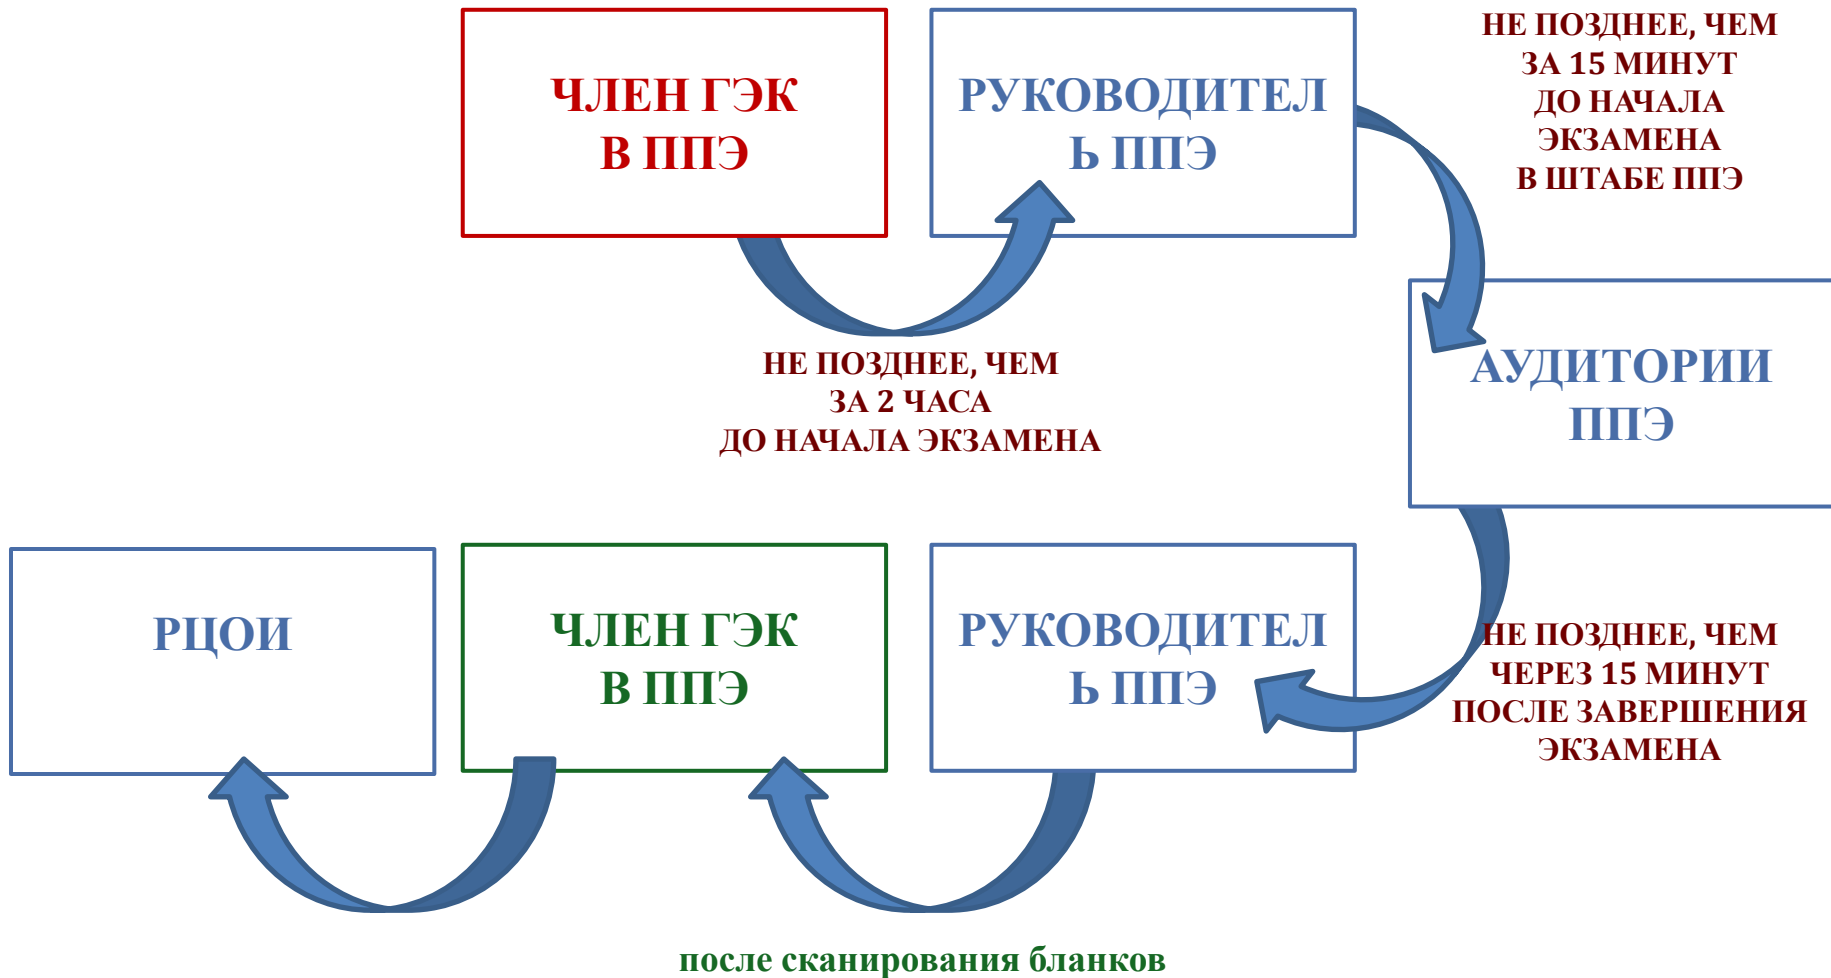 ЧЛЕН ГЭК
В ППЭ
РУКОВОДИТЕЛ
Ь ППЭ
НЕ ПОЗДНЕЕ, ЧЕМ
ЗА 15 МИНУТ
ДО НАЧАЛА
ЭКЗАМЕНА
В ШТАБЕ ППЭ
НЕ ПОЗДНЕЕ, ЧЕМ
ЗА 2 ЧАСА
ДО НАЧАЛА ЭКЗАМЕНА
АУДИТОРИИ
ППЭ
НЕ ПОЗДНЕЕ, ЧЕМ
ЧЕРЕЗ 15 МИНУТ
ПОСЛЕ ЗАВЕРШЕНИЯ
ЭКЗАМЕНА
РУКОВОДИТЕЛ
Ь ППЭ
ЧЛЕН ГЭК
В ППЭ
РЦОИ
после сканирования бланков